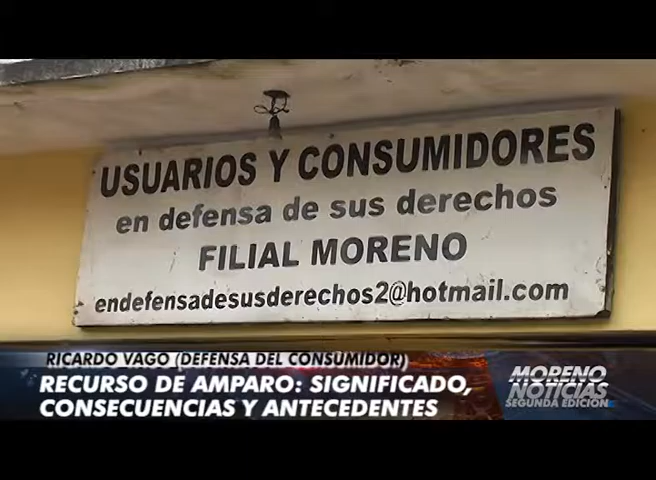 USUARIOS Y CONSUMIDORES
en defensa de sus derechos
FILIAL MORENO
endefensadesusderechos2@hotmail.com
RICARDO VAGO (DEFENSA DEL CONSUMIDOR)
RECURSO DE AMPARO: SIGNIFICADO,
CONSECUENCIAS Y ANTECEDENTES
MORENO
NOTICIAS
SEGUNDA EDICION